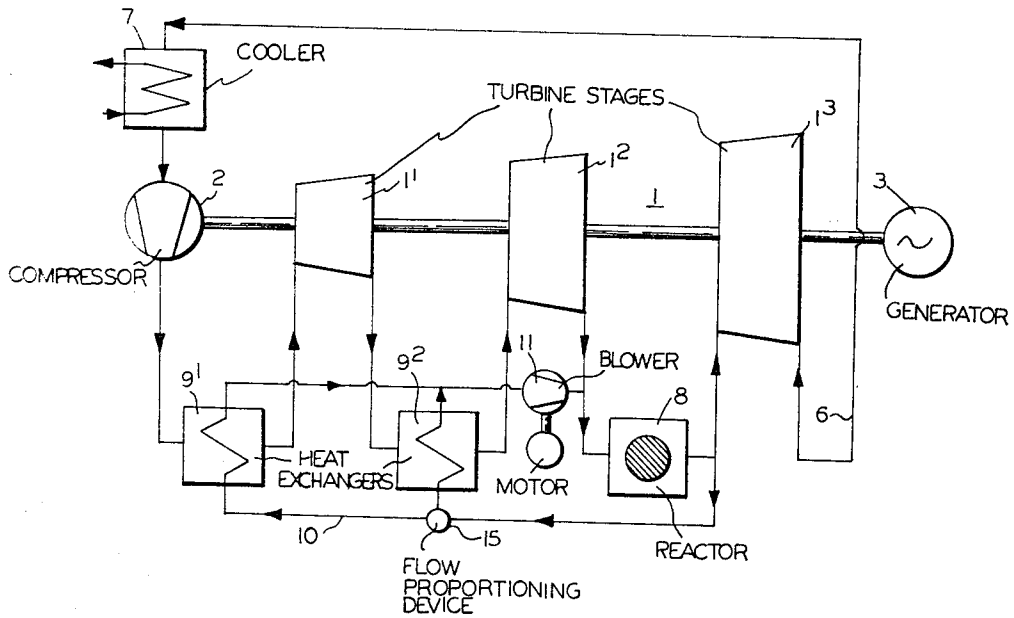 7
COOLER
TURBINE STAGES
2
1¹
1²
1
1³
3
COMPRESSOR
GENERATOR
9¹
9²
11
BLOWER
8
6
HEAT
EXCHANGERS
MOTOR
10
15
REACTOR
FLOW
PROPORTIONING
DEVICE